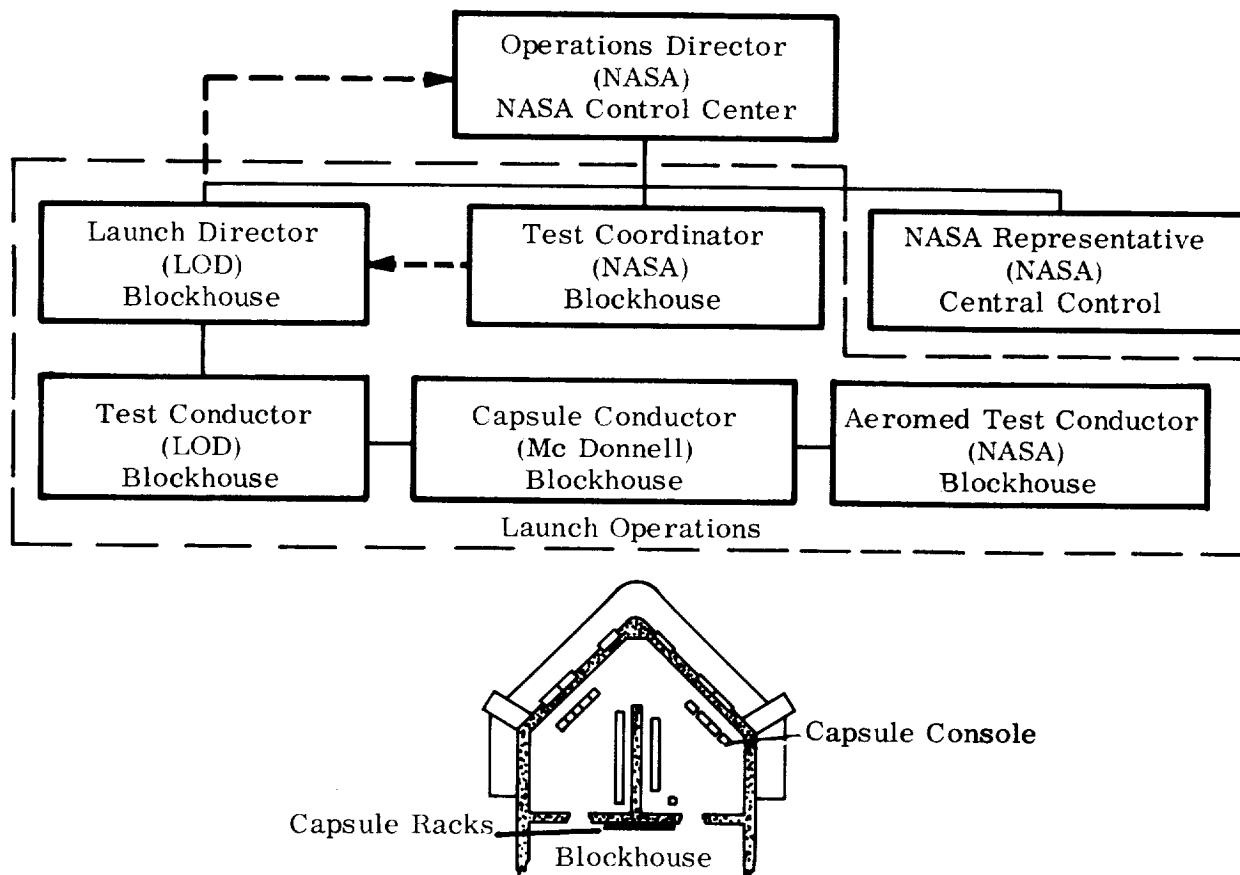 Operations Director
(NASA)
NASA Control Center
Launch Director
(LOD)
Blockhouse
Test Coordinator
(NASA)
Blockhouse
NASA Representative
(NASA)
Central Control
Test Conductor
(LOD)
Blockhouse
Capsule Conductor
(Mc Donnell)
Blockhouse
Aeromed Test Conductor
(NASA)
Blockhouse
Launch Operations
Capsule Console
Capsule Racks
Blockhouse